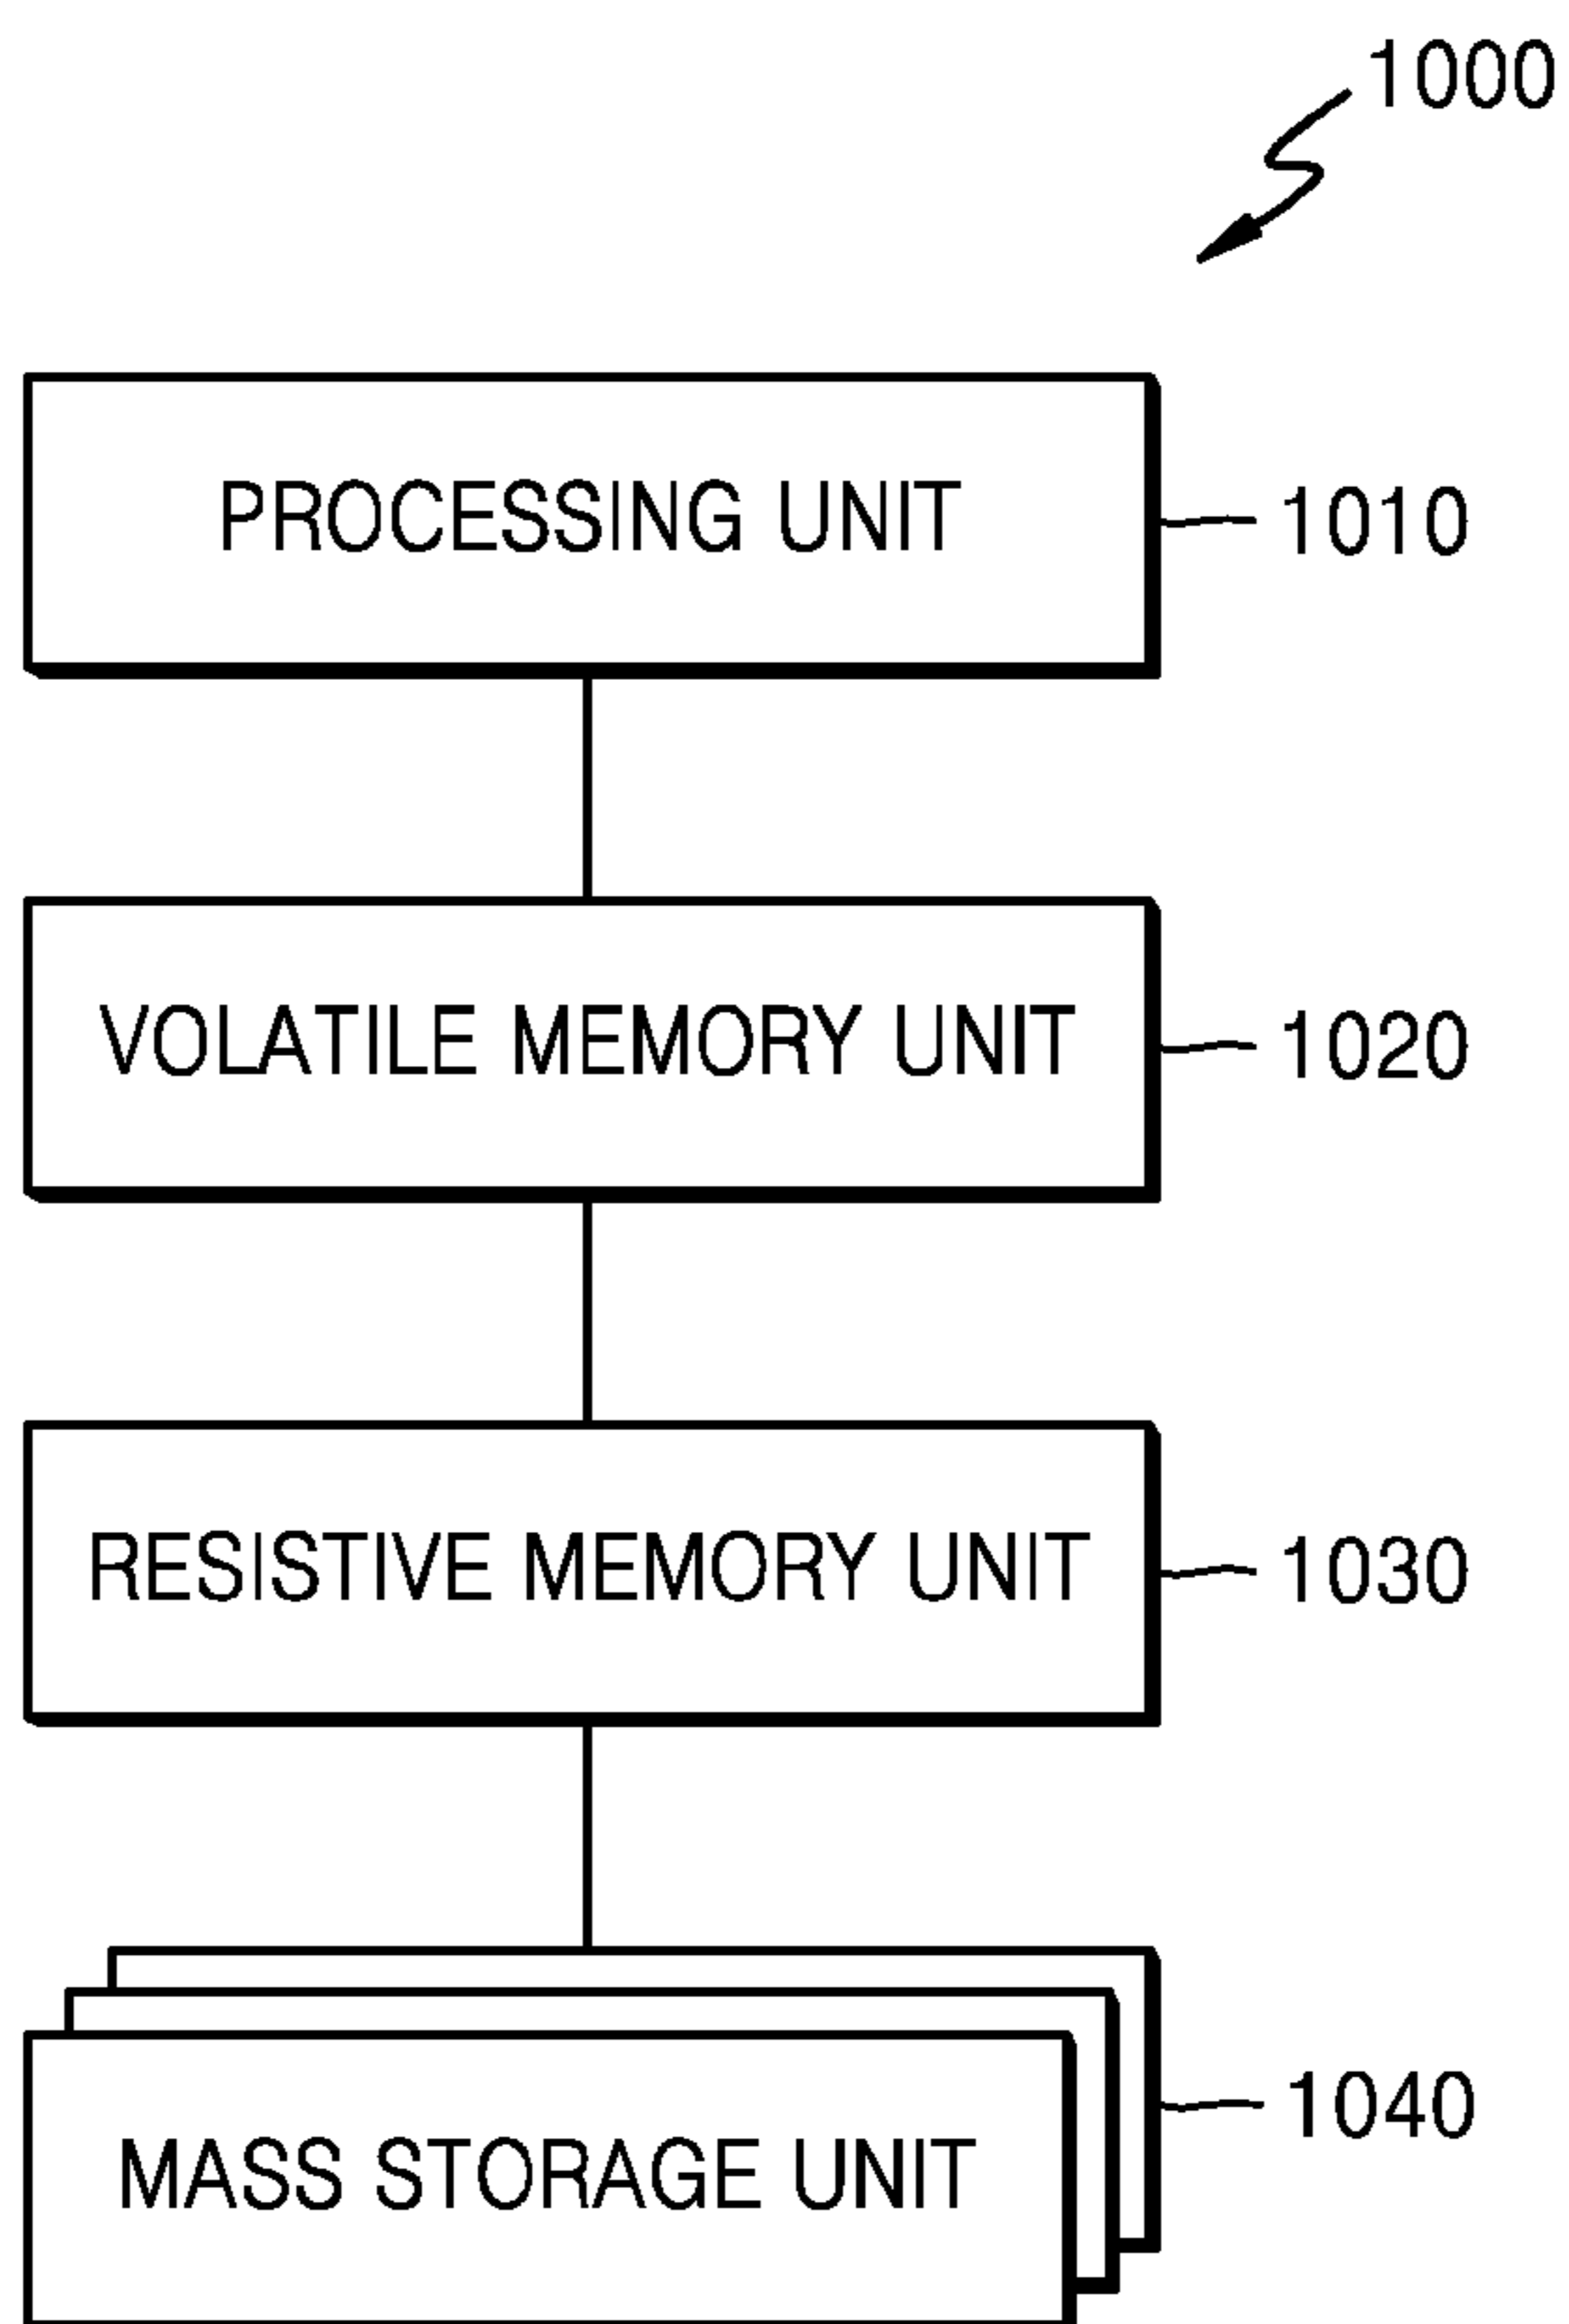 1000
PROCESSING UNIT 1010
VOLATILE MEMORY UNIT 1020
RESISTIVE MEMORY UNIT 1030
1040
MASS STORAGE UNIT